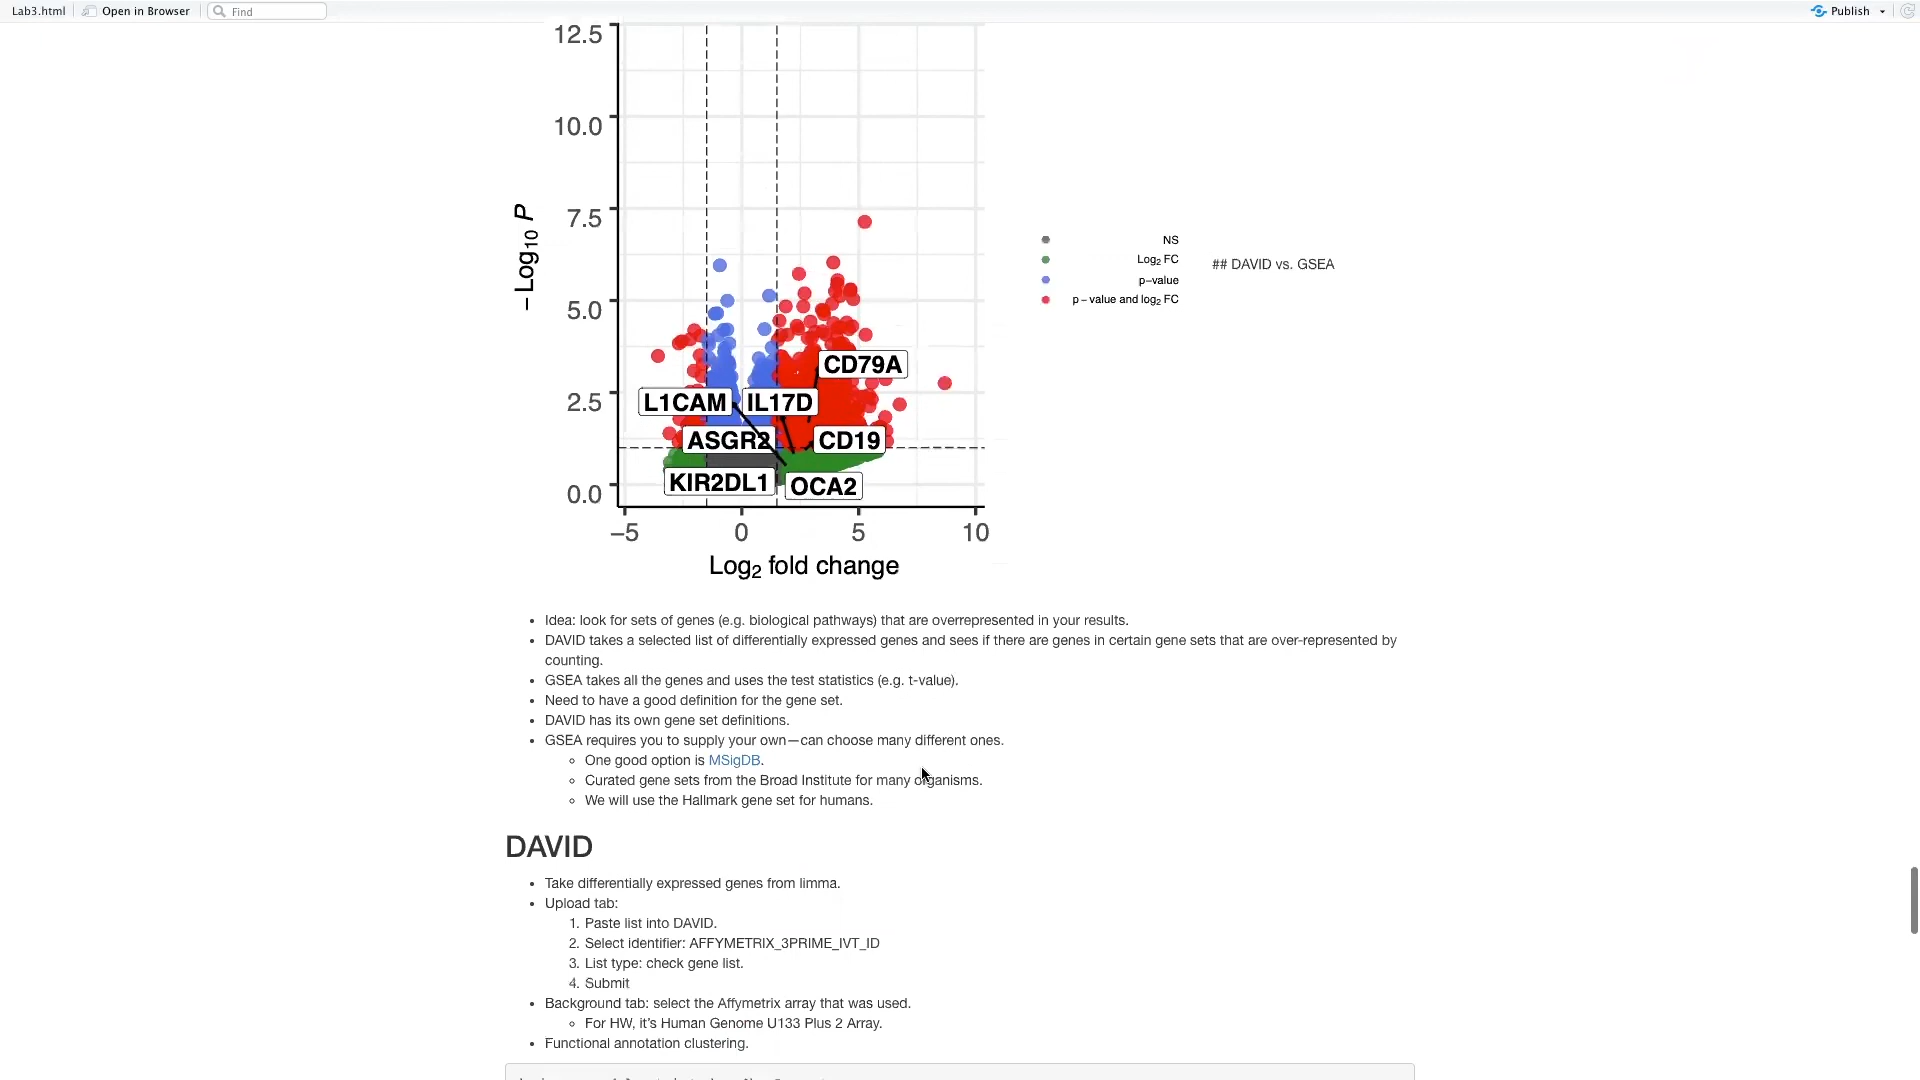 Lab3.html Open in Browser Find Publish
12.5
10.0
7.5
5.0
2.5
0.0
– Log10 P
CD79A
L1CAM IL17D
ASGR2 CD19
KIR2DL1 OCA2
−5 0 5 10
Log2 fold change
NS
Log2 FC
p−value
p − value and log2 FC
## DAVID vs. GSEA
• Idea: look for sets of genes (e.g. biological pathways) that are overrepresented in your results.
• DAVID takes a selected list of differentially expressed genes and sees if there are genes in certain gene sets that are over-represented by
counting.
• GSEA takes all the genes and uses the test statistics (e.g. t-value).
• Need to have a good definition for the gene set.
• DAVID has its own gene set definitions.
• GSEA requires you to supply your own—can choose many different ones.
◦ One good option is MSigDB.
◦ Curated gene sets from the Broad Institute for many organisms.
◦ We will use the Hallmark gene set for humans.
DAVID
• Take differentially expressed genes from limma.
• Upload tab:
1. Paste list into DAVID.
2. Select identifier: AFFYMETRIX_3PRIME_IVT_ID
3. List type: check gene list.
4. Submit
• Background tab: select the Affymetrix array that was used.
◦ For HW, it's Human Genome U133 Plus 2 Array.
• Functional annotation clustering.